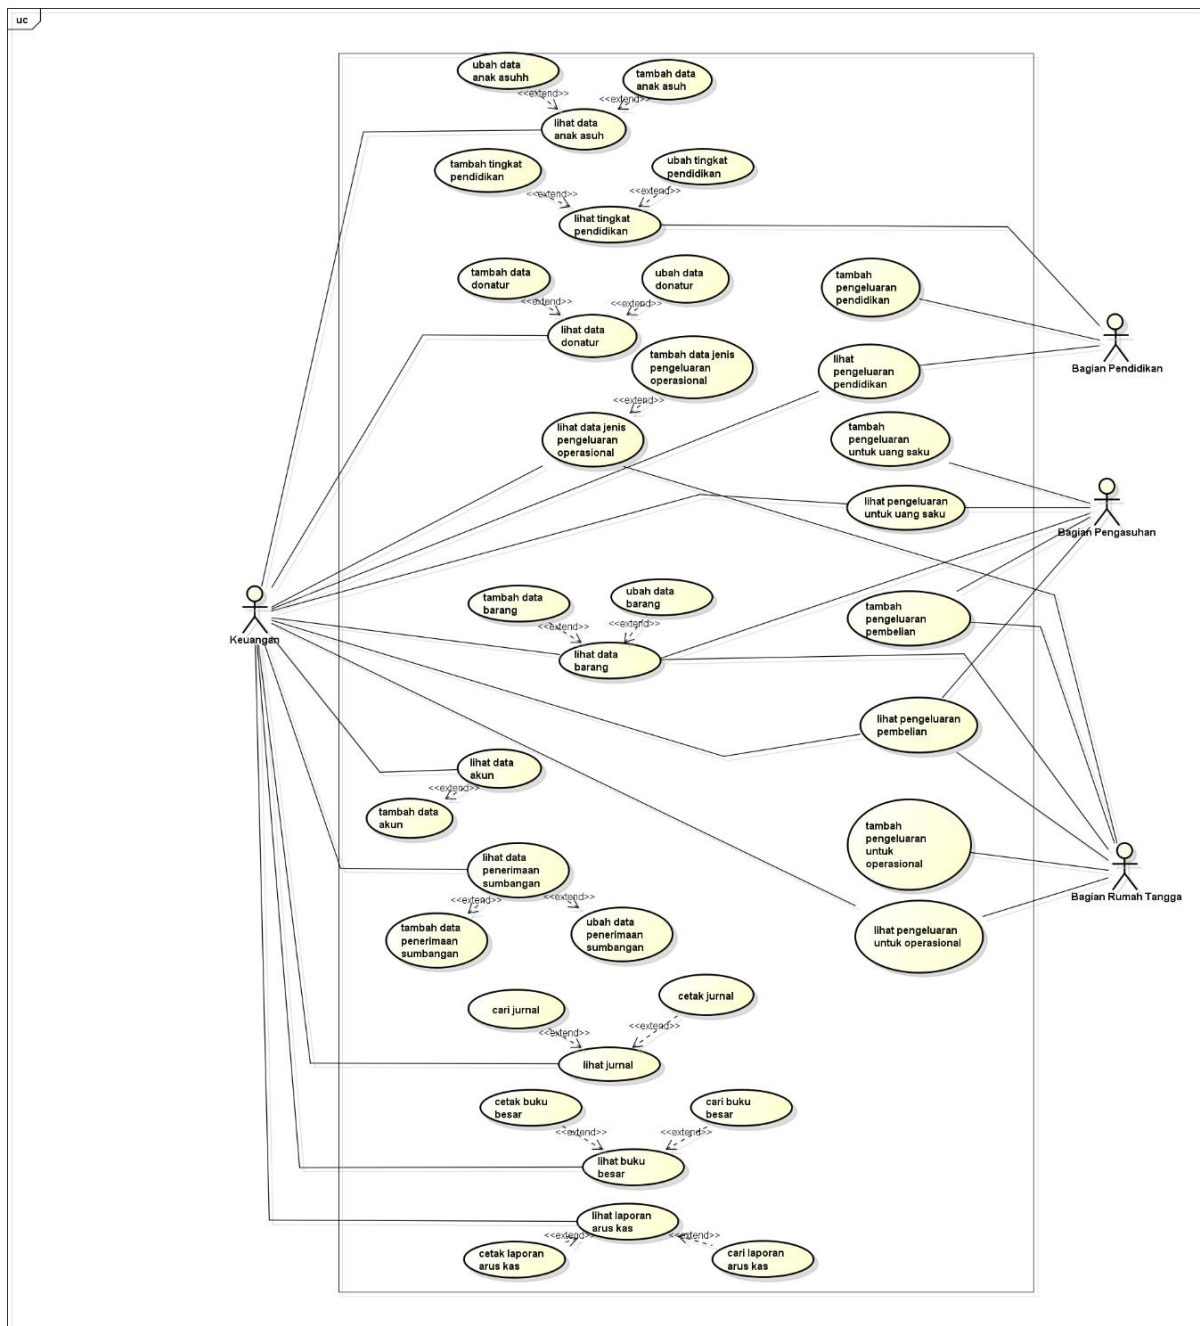 uc
ubah data
anak asuhh
tambah data
anak asuh
<<extend>>
<<extend>>
lihat data
anak asuh
tambah tingkat
pendidikan
ubah tingkat
pendidikan
<<extend>>
<<extend>>
lihat tingkat
pendidikan
tambah data
donatur
ubah data
donatur
<<extend>>
<<extend>>
lihat data
donatur
tambah
pengeluaran
pendidikan
tambah data jenis
pengeluaran
operasional
<<extend>>
lihat
pengeluaran
pendidikan
Bagian Pendidikan
lihat data jenis
pengeluaran
operasional
tambah
pengeluaran
untuk uang saku
lihat pengeluaran
untuk uang saku
Bagian Pengasuhan
Keuangan
tambah data
barang
ubah data
barang
<<extend>>
<<extend>>
lihat data
barang
tambah
pengeluaran
pembelian
lihat pengeluaran
pembelian
lihat data
akun
<<extend>>
tambah data
akun
tambah
pengeluaran
untuk
operasional
lihat data
penerimaan
sumbangan
<<extend>>
<<extend>>
Bagian Rumah Tangga
tambah data
penerimaan
sumbangan
ubah data
penerimaan
sumbangan
lihat pengeluaran
untuk operasional
cari jurnal
cetak jurnal
<<extend>>
<<extend>>
lihat jurnal
cetak buku
besar
cari buku
besar
<<extend>>
<<extend>>
lihat buku
besar
lihat laporan
arus kas
<<extend>>
<<extend>>
cetak laporan
arus kas
cari laporan
arus kas